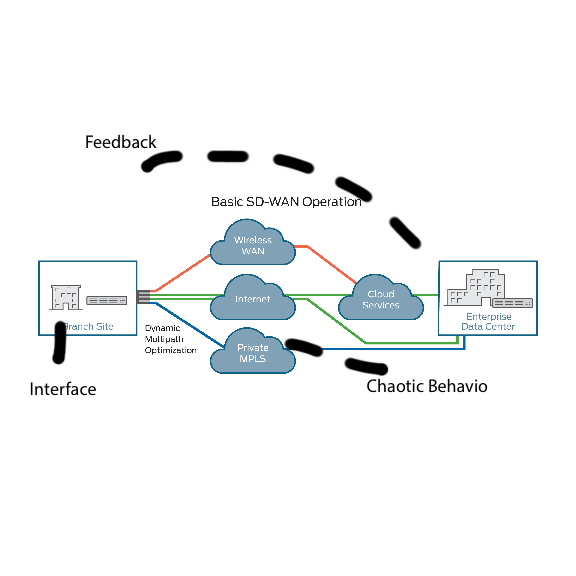 Feedback
Basic SD-WAN Operation
Wireless
WAN
Internet
Cloud
Services
Branch Site
Enterprise
Data Center
Dynamic
Multipath
Optimization
Private
MPLS
Interface
Chaotic Behavio